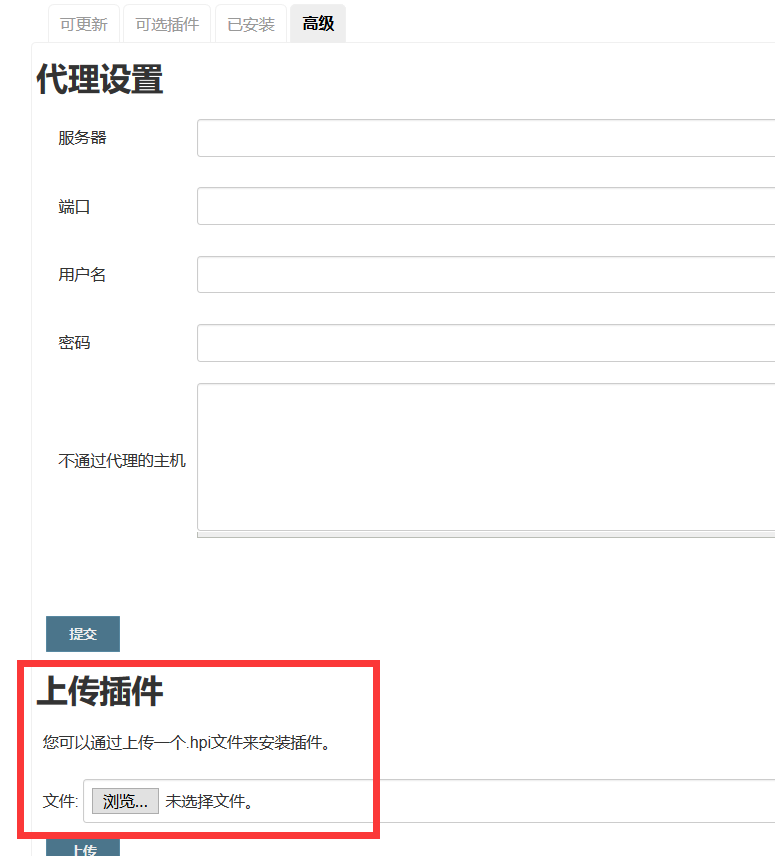 可更新 可选插件 已安装 高级
代理设置
服务器
端口
用户名
密码
不通过代理的主机
提交
上传插件
您可以通过上传一个.hpi文件来安装插件。
文件: 浏览... 未选择文件。
上传